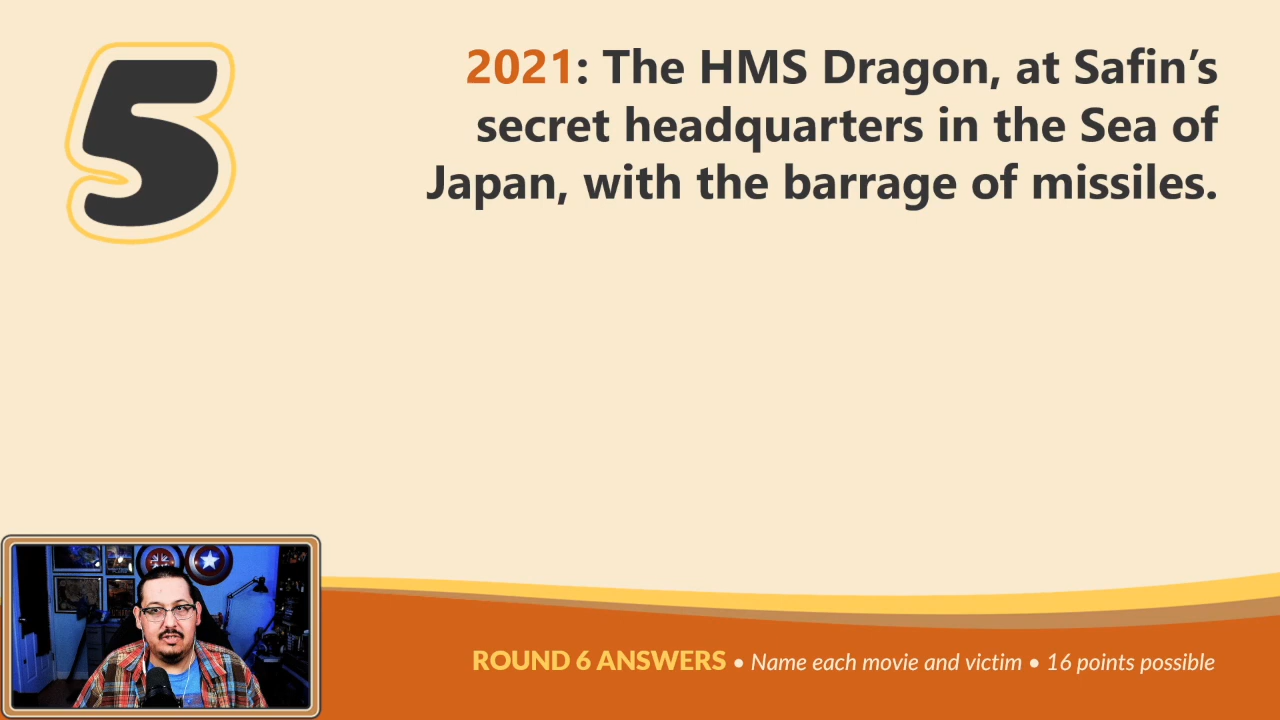 5
2021: The HMS Dragon, at Safin’s
secret headquarters in the Sea of
Japan, with the barrage of missiles.
ROUND 6 ANSWERS • Name each movie and victim • 16 points possible